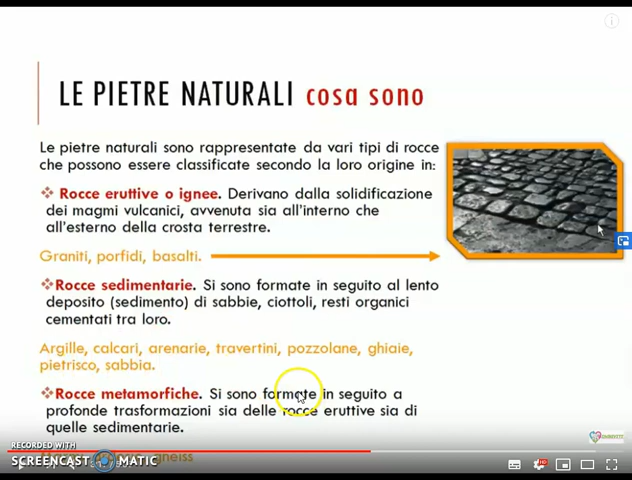 LE PIETRE NATURALI cosa sono
Le pietre naturali sono rappresentate da vari tipi di rocce
che possono essere classificate secondo la loro origine in:
❖ Rocce eruttive o ignee. Derivano dalla solidificazione
dei magmi vulcanici, avvenuta sia all'interno che
all'esterno della crosta terrestre.
Graniti, porfidi, basalti.
❖Rocce sedimentarie. Si sono formate in seguito al lento
deposito (sedimento) di sabbie, ciottoli, resti organici
cementati tra loro.
Argille, calcari, arenarie, travertini, pozzolane, ghiaie,
pietrisco, sabbia.
❖Rocce metamorfiche. Si sono formate in seguito a
profonde trasformazioni sia delle rocce eruttive sia di
quelle sedimentarie.
gneiss
RECORDED WITH
SCREENCAST MATIC